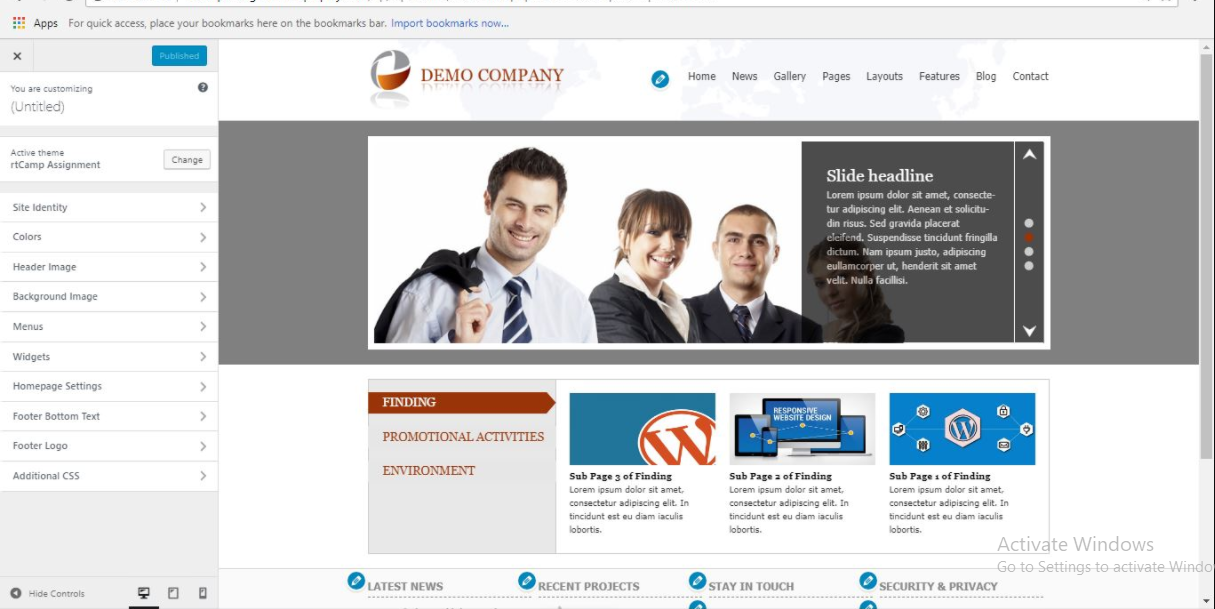 Apps For quick access, place your bookmarks here on the bookmarks bar. Import bookmarks now...
Published
You are customizing
(Untitled)
Active theme
rtCamp Assignment
Change
Site Identity
Colors
Header Image
Background Image
Menus
Widgets
Homepage Settings
Footer Bottom Text
Footer Logo
Additional CSS
Hide Controls
DEMO COMPANY
Home News Gallery Pages Layouts Features Blog Contact
Slide headline
Lorem ipsum dolor sit amet, consecte-
tur adipiscing elit. Aenean et solicitu-
din risus. Sed gravida placerat
eleifend. Suspendisse tincidunt fringilla
dictum. Nam ipsum justo, adipiscing
eullamcorper ut, henderit sit amet
velit. Nulla facilisi.
FINDING
PROMOTIONAL ACTIVITIES
ENVIRONMENT
RESPONSIVE
WEBSITE DESIGN
Sub Page 3 of Finding
Lorem ipsum dolor sit amet,
consectetur adipiscing elit. In
tincidunt est eu diam iaculis
lobortis.
Sub Page 2 of Finding
Lorem ipsum dolor sit amet,
consectetur adipiscing elit. In
tincidunt est eu diam iaculis
lobortis.
Sub Page 1 of Finding
Lorem ipsum dolor sit amet,
consectetur adipiscing elit. In
tincidunt est eu diam iaculis
lobortis.
Activate Windows
Go to Settings to activate Windo
LATEST NEWS
RECENT PROJECTS
STAY IN TOUCH
SECURITY & PRIVACY